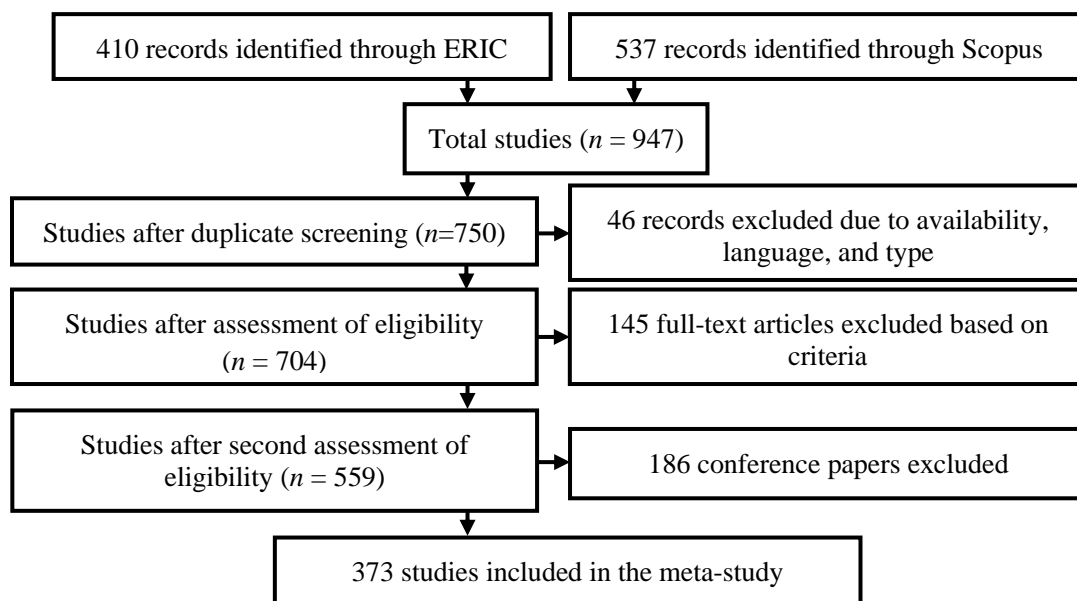 410 records identified through ERIC
537 records identified through Scopus
Total studies (n = 947)
Studies after duplicate screening (n=750)
46 records excluded due to availability,
language, and type
Studies after assessment of eligibility
(n = 704)
145 full-text articles excluded based on
criteria
Studies after second assessment of
eligibility (n = 559)
186 conference papers excluded
373 studies included in the meta-study